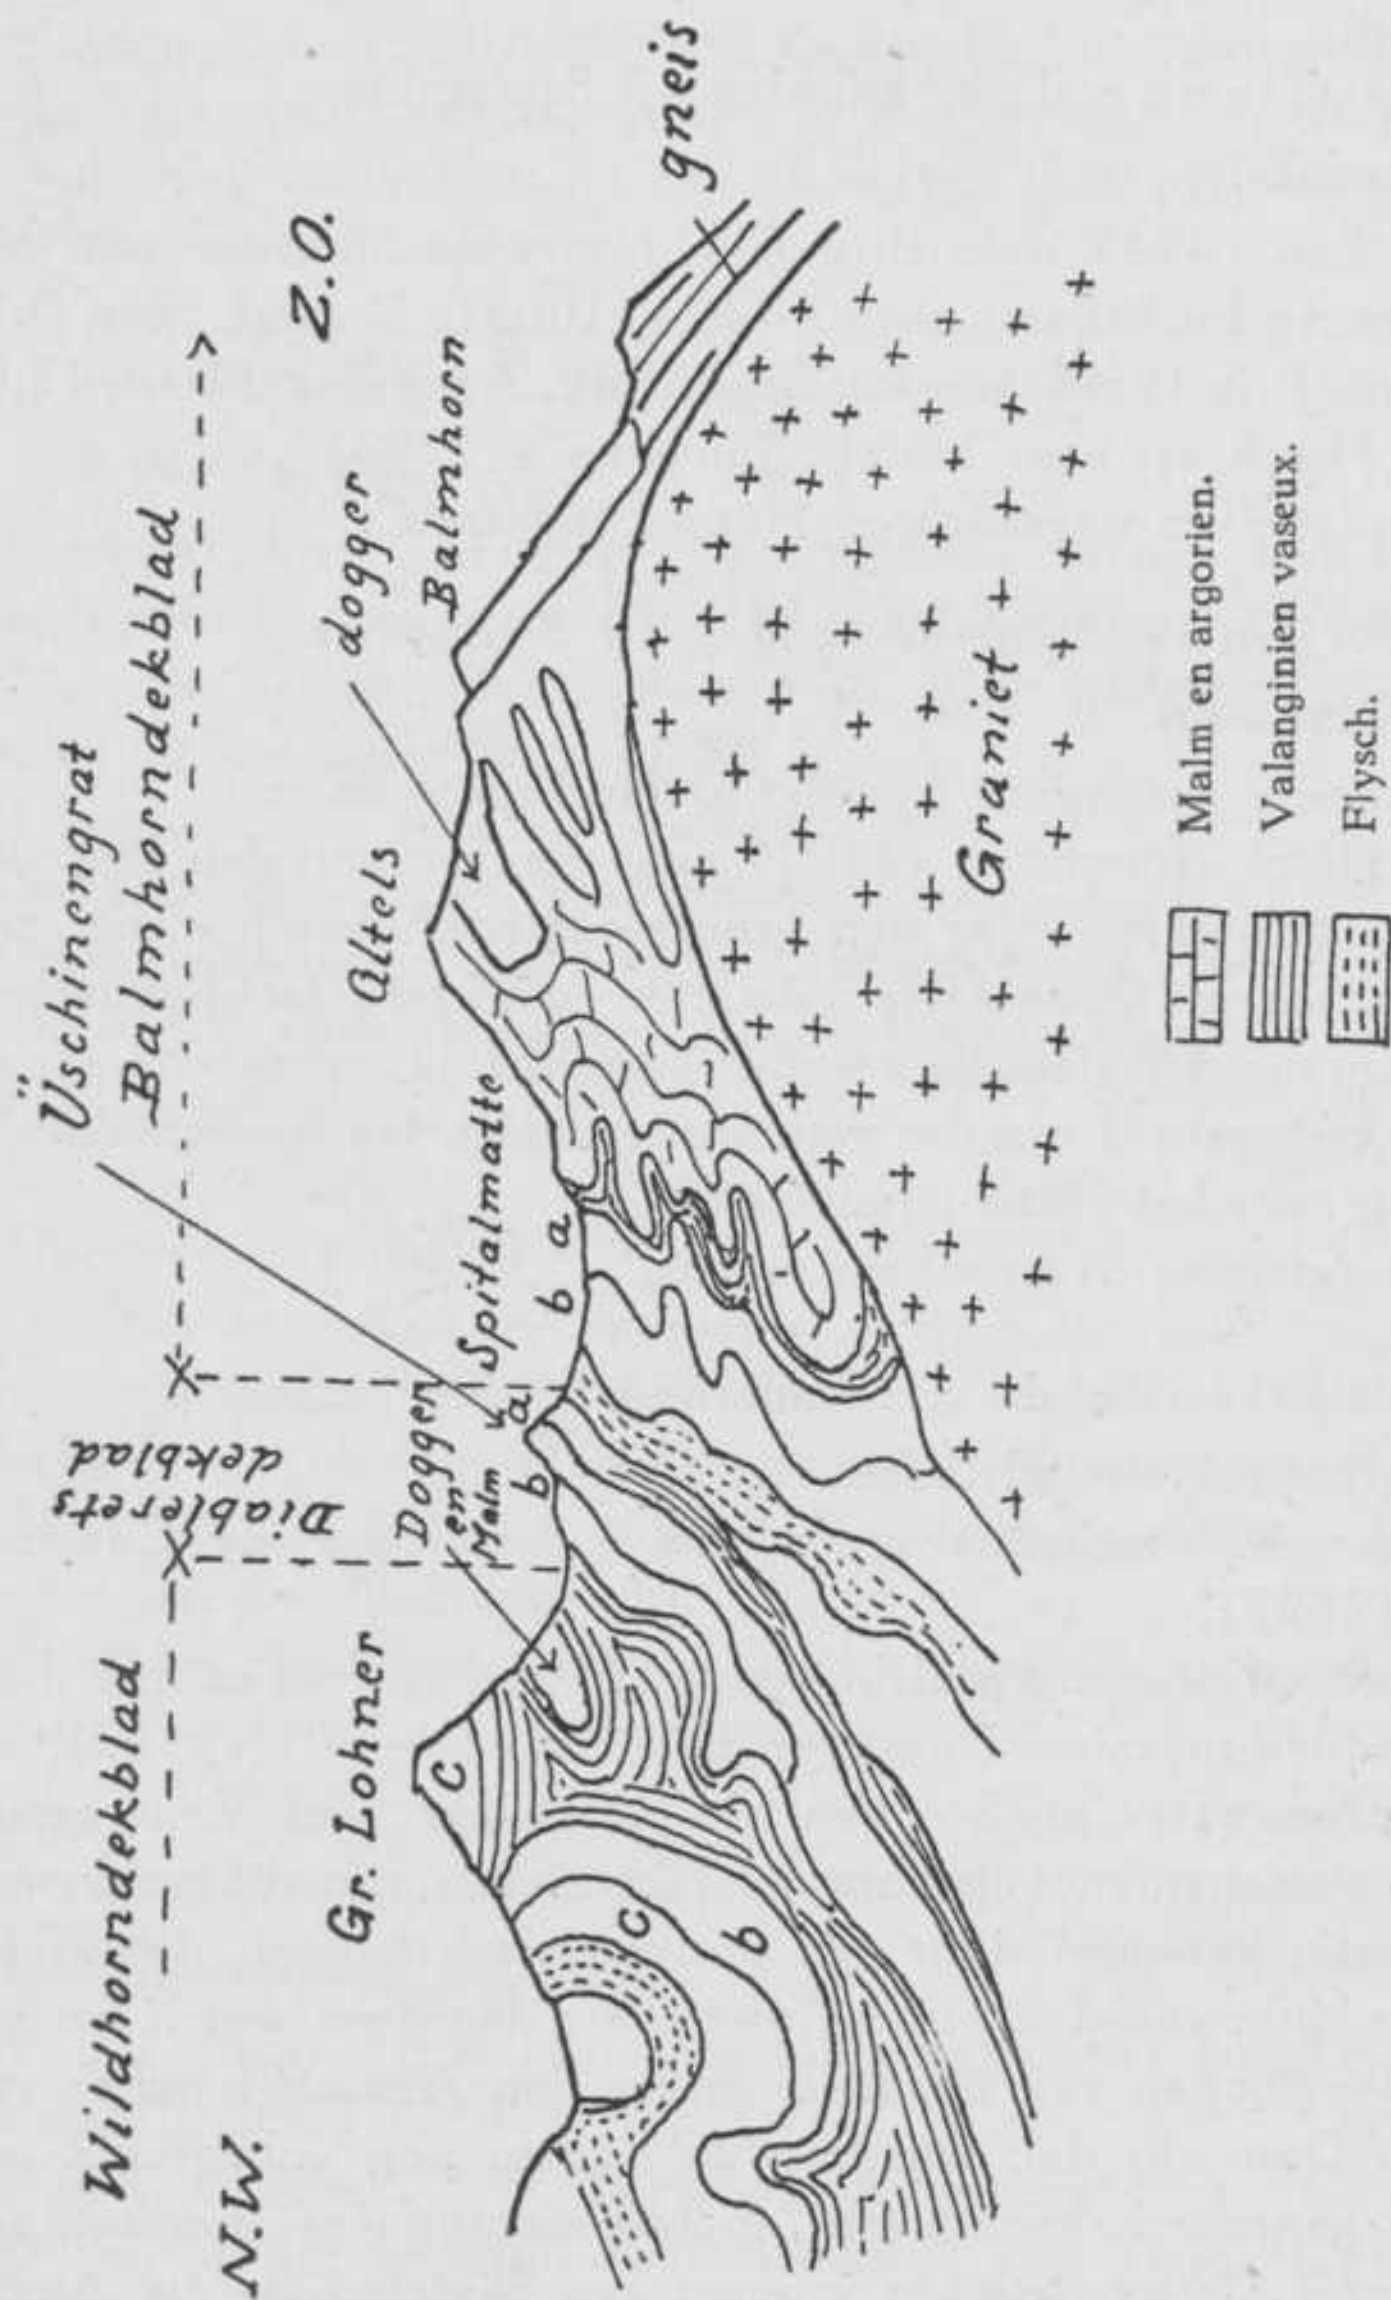 Wildhorndekblad
Diablerets
dekblad
Üschinengrat
Balmhorndekblad
N.W.
Z.O.
Gr. Lohner
Dogger
en
Malm
Spitalmatte
Altels
dogger
Balmhorn
gneis
c
b
a
b
a
c
b
Graniet
Malm en argorien.
Valanginien vaseux.
Flysch.